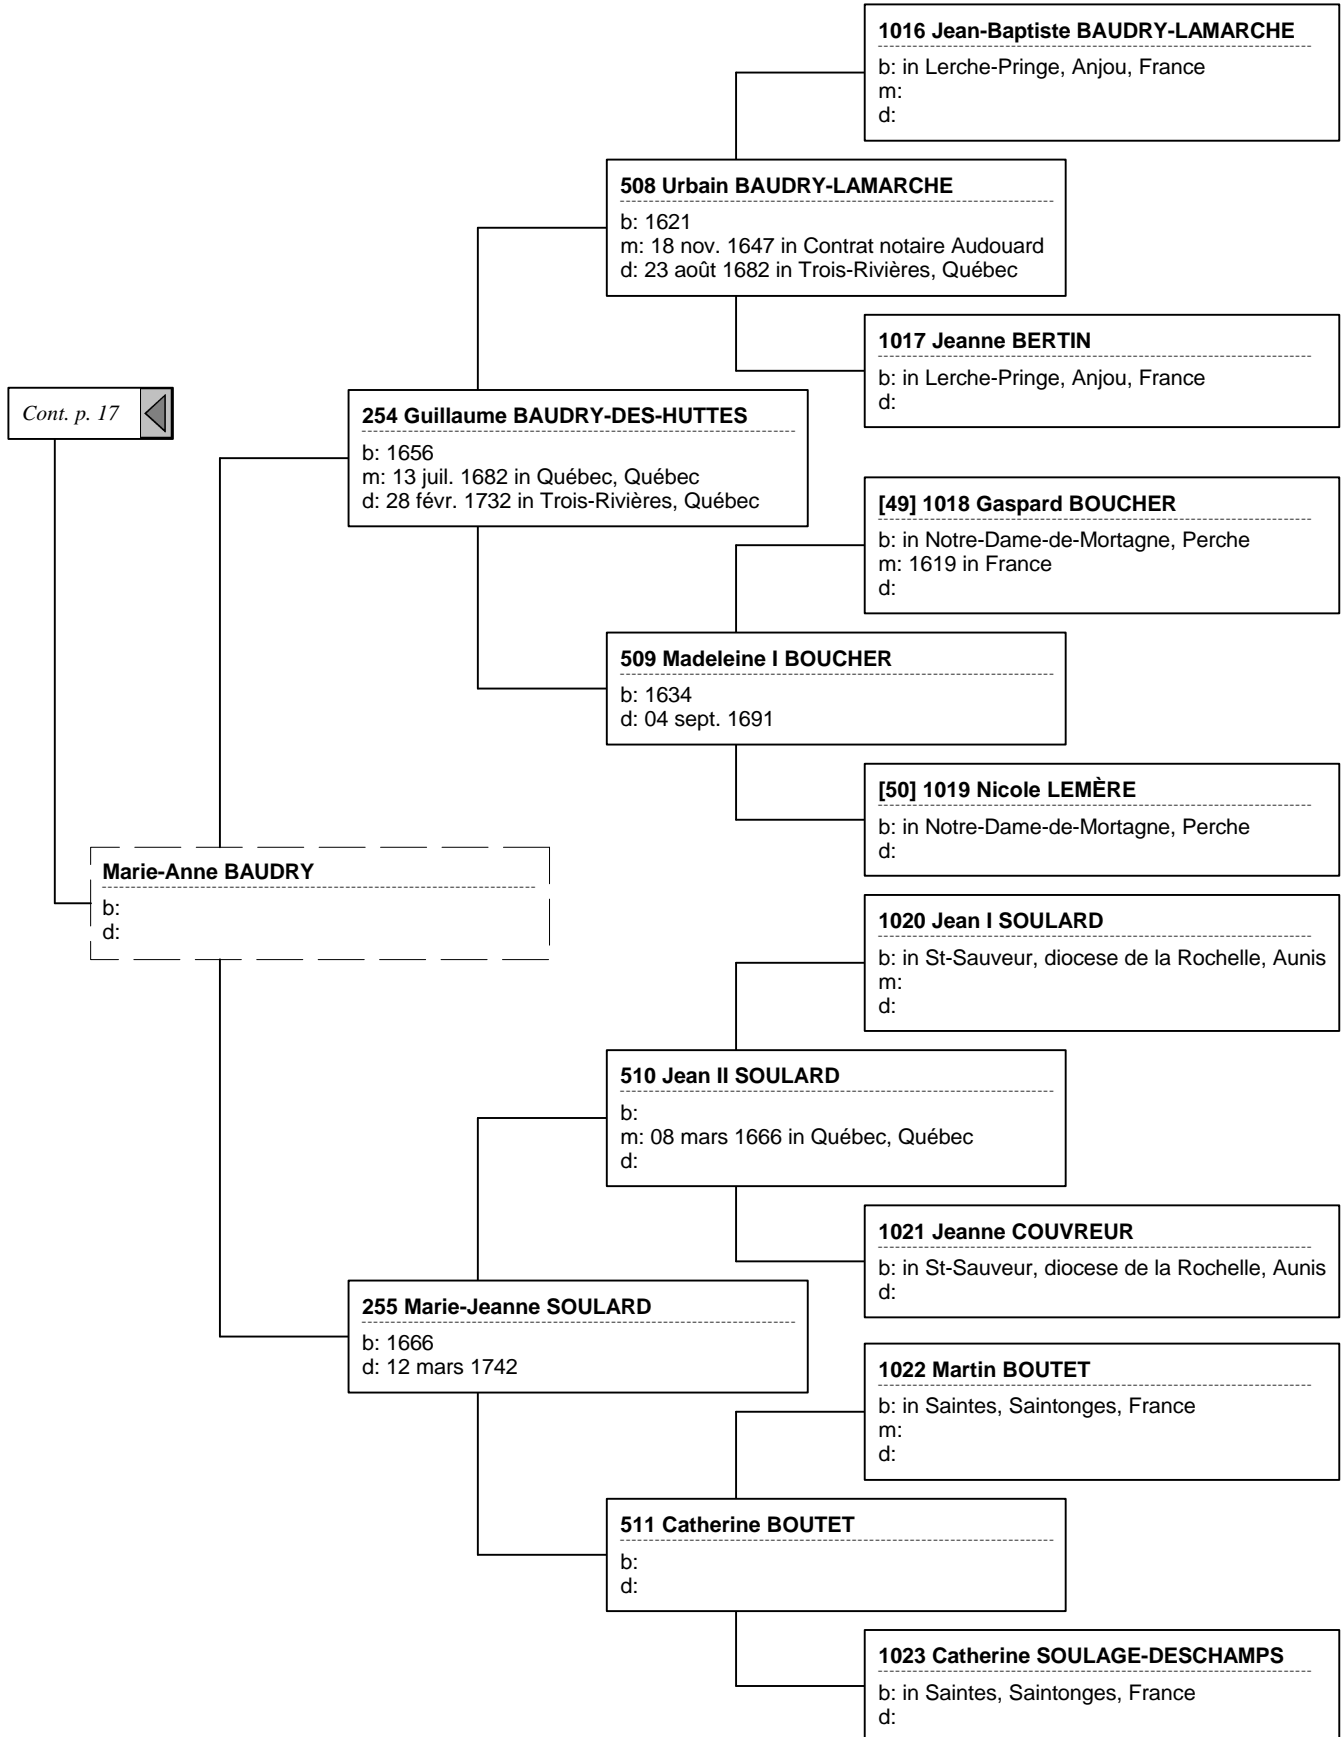 1016 Jean-Baptiste BAUDRY-LAMARCHE
b: in Lerche-Pringe, Anjou, France
m:
d:
508 Urbain BAUDRY-LAMARCHE
b: 1621
m: 18 nov. 1647 in Contrat notaire Audouard
d: 23 août 1682 in Trois-Rivières, Québec
1017 Jeanne BERTIN
b: in Lerche-Pringe, Anjou, France
d:
Cont. p. 17
254 Guillaume BAUDRY-DES-HUTTES
b: 1656
m: 13 juil. 1682 in Québec, Québec
d: 28 févr. 1732 in Trois-Rivières, Québec
[49] 1018 Gaspard BOUCHER
b: in Notre-Dame-de-Mortagne, Perche
m: 1619 in France
d:
509 Madeleine I BOUCHER
b: 1634
d: 04 sept. 1691
[50] 1019 Nicole LEMÈRE
b: in Notre-Dame-de-Mortagne, Perche
d:
Marie-Anne BAUDRY
b:
d:
1020 Jean I SOULARD
b: in St-Sauveur, diocese de la Rochelle, Aunis
m:
d:
510 Jean II SOULARD
b:
m: 08 mars 1666 in Québec, Québec
d:
1021 Jeanne COUVREUR
b: in St-Sauveur, diocese de la Rochelle, Aunis
d:
255 Marie-Jeanne SOULARD
b: 1666
d: 12 mars 1742
1022 Martin BOUTET
b: in Saintes, Saintonges, France
m:
d:
511 Catherine BOUTET
b:
d:
1023 Catherine SOULAGE-DESCHAMPS
b: in Saintes, Saintonges, France
d: